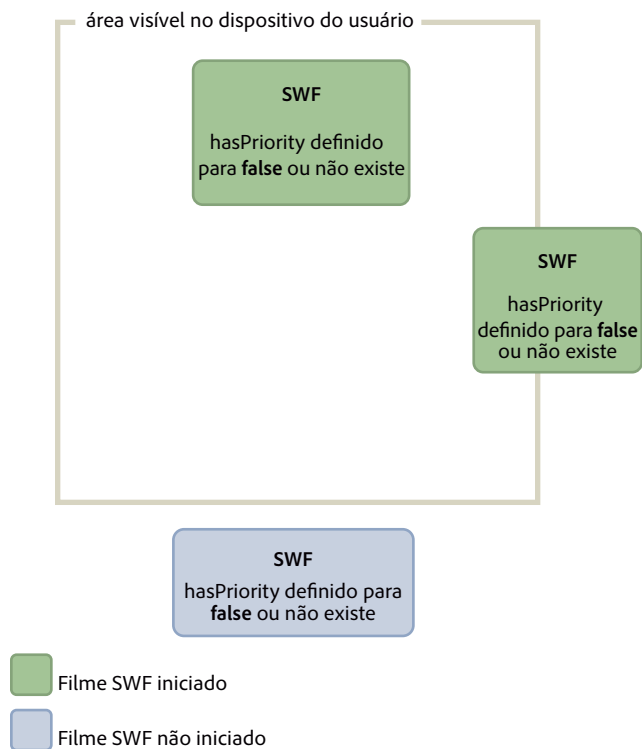 área visível no dispositivo do usuário
SWF
hasPriority definido
para false ou não existe
SWF
hasPriority
definido para false
ou não existe
SWF
hasPriority definido para
false ou não existe
Filme SWF iniciado
Filme SWF não iniciado